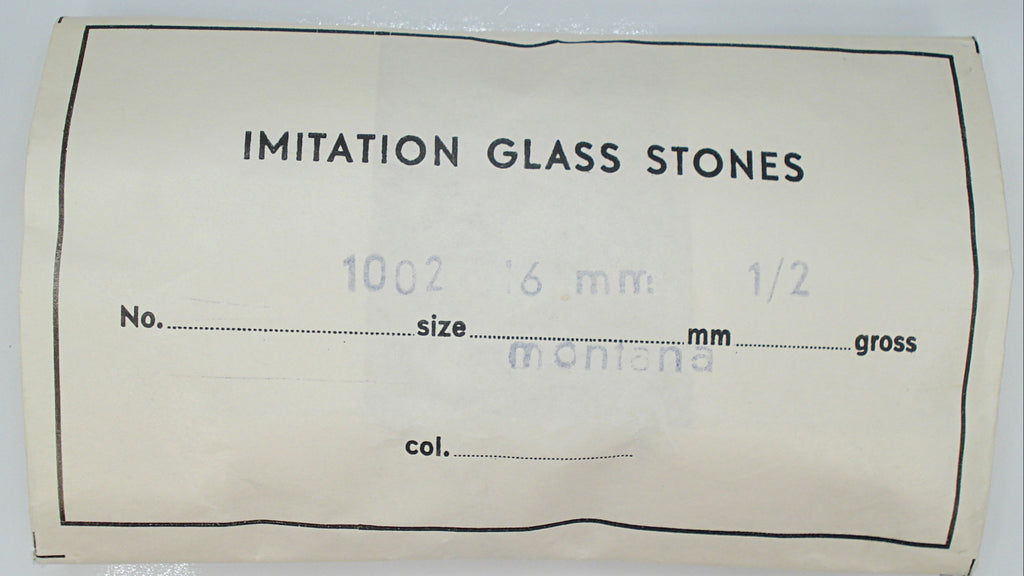 IMITATION GLASS STONES
1002 16 mm 1/2
No. size mm gross
montana
col.